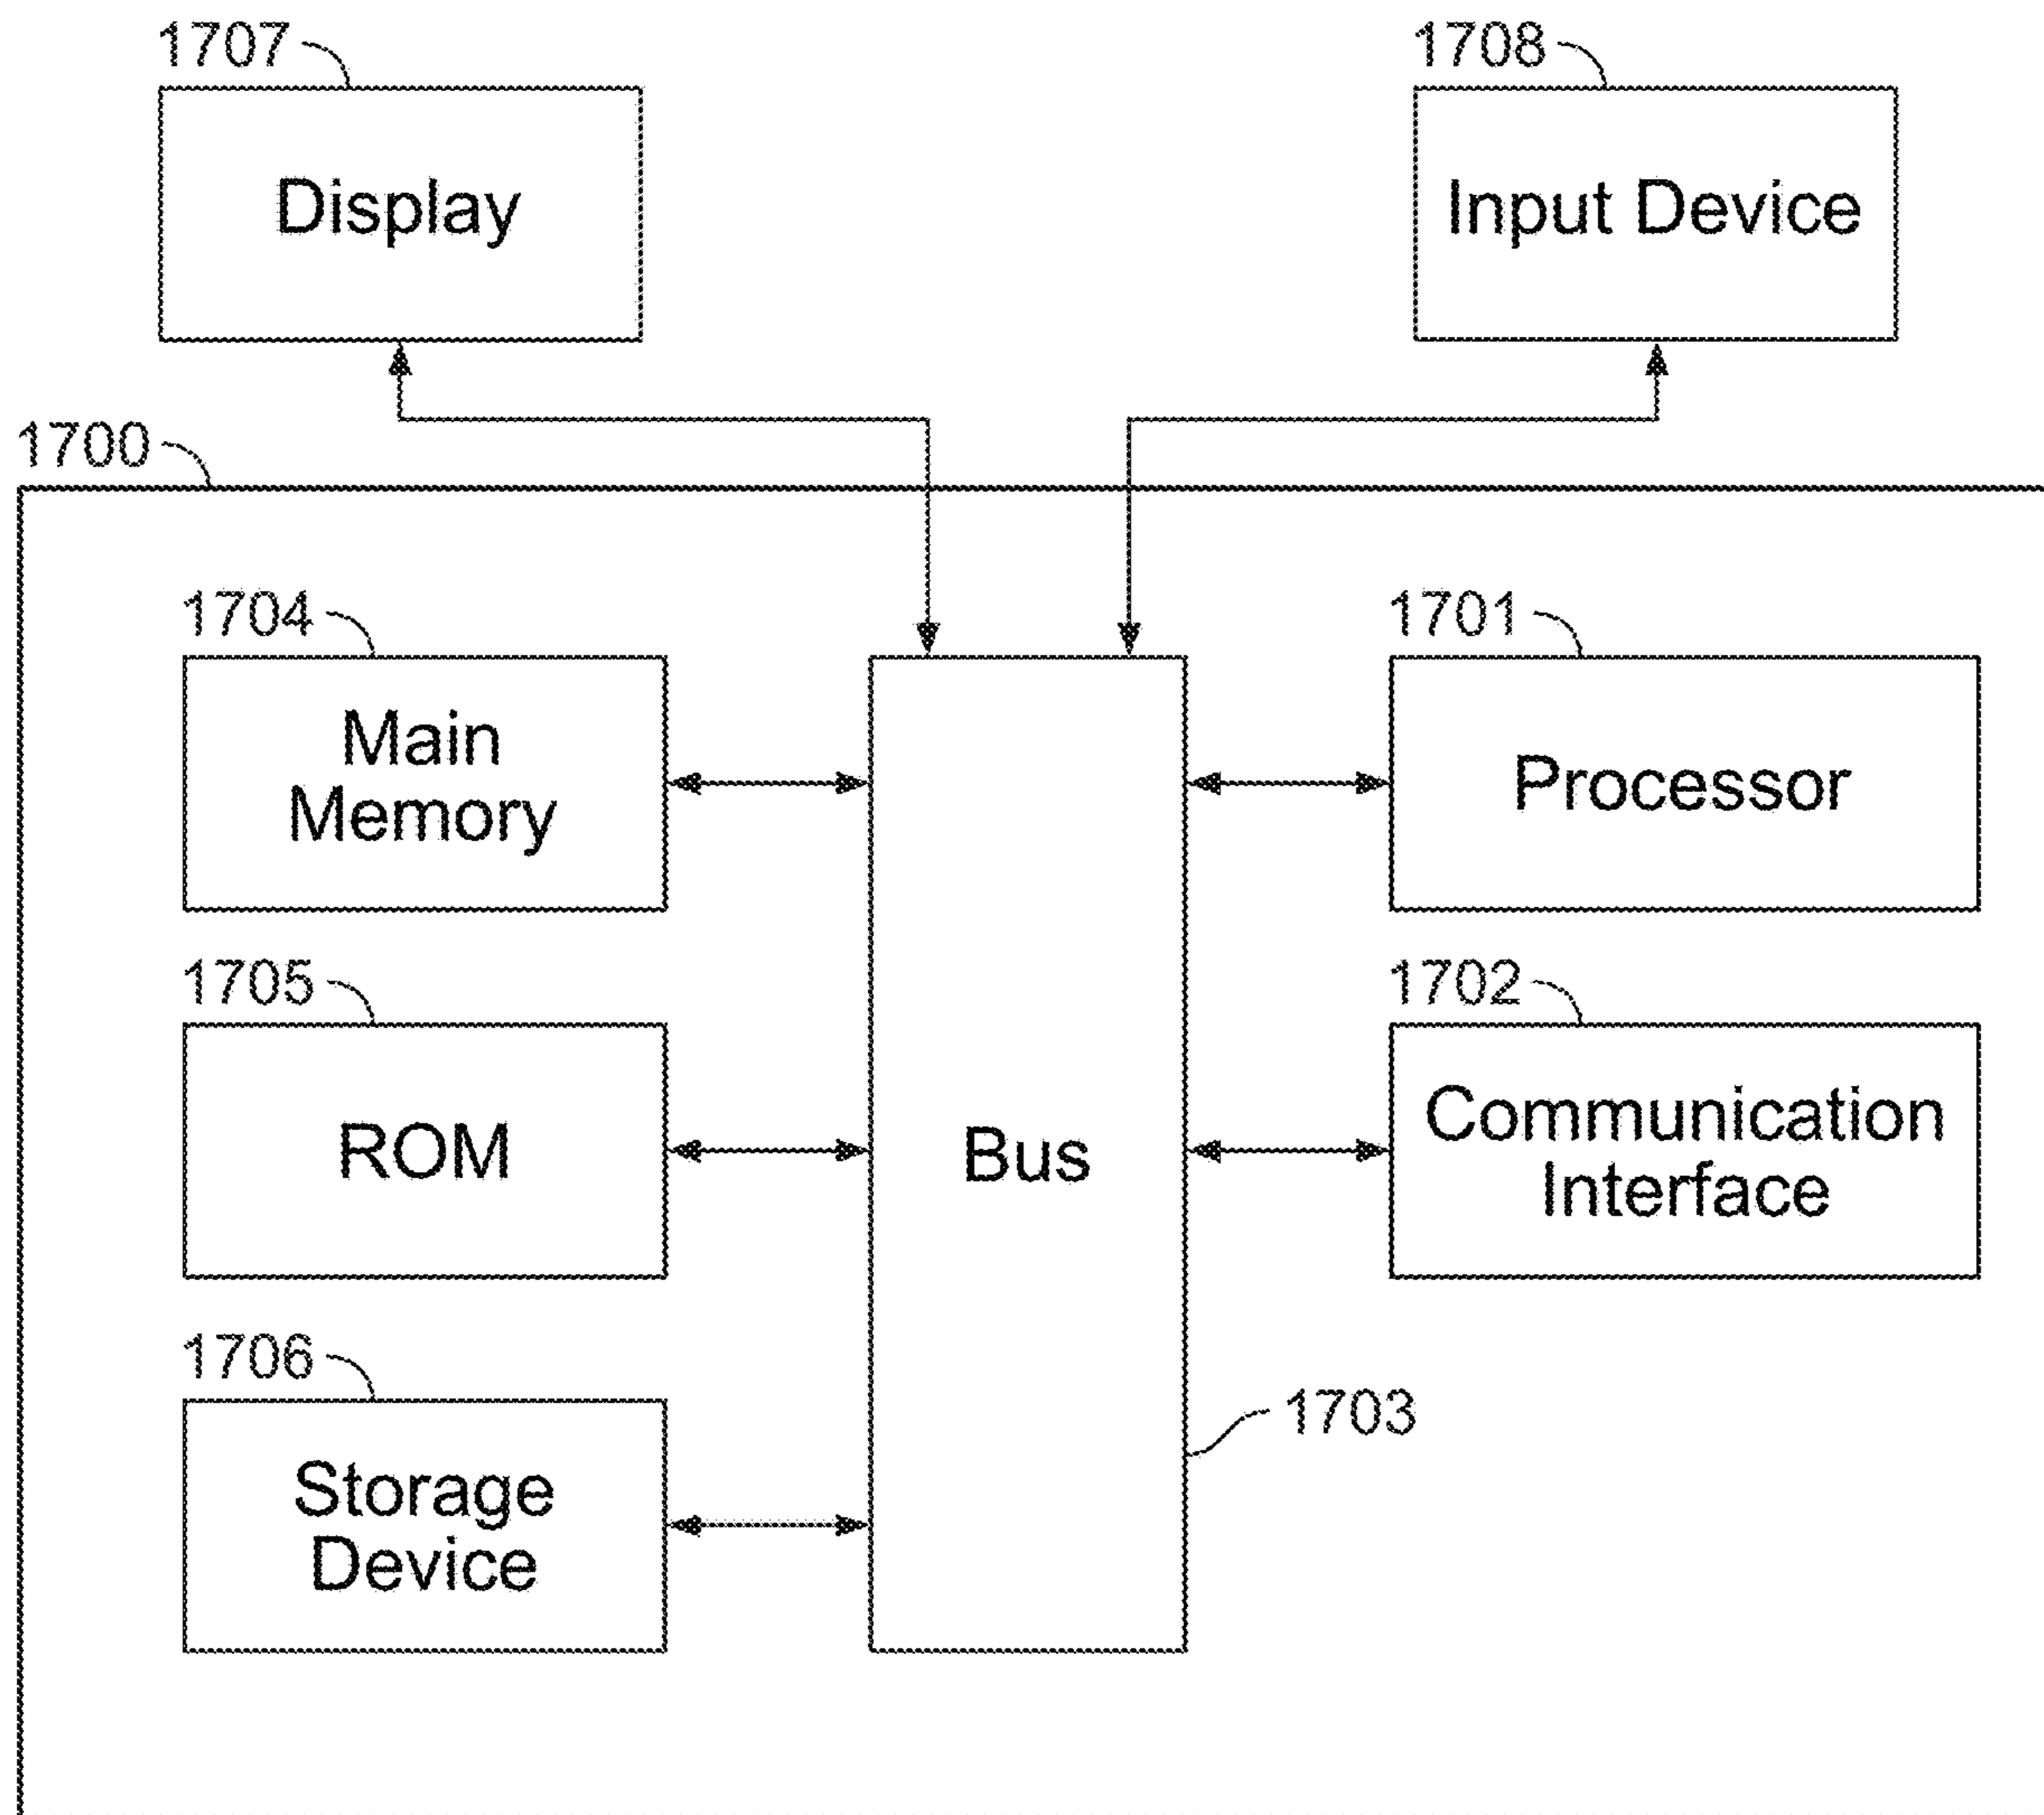 1707
1708
Display
Input Device
1700
1704
1701
Main
Memory
Processor
1705
1702
ROM
Bus
Communication
Interface
1706
1703
Storage
Device